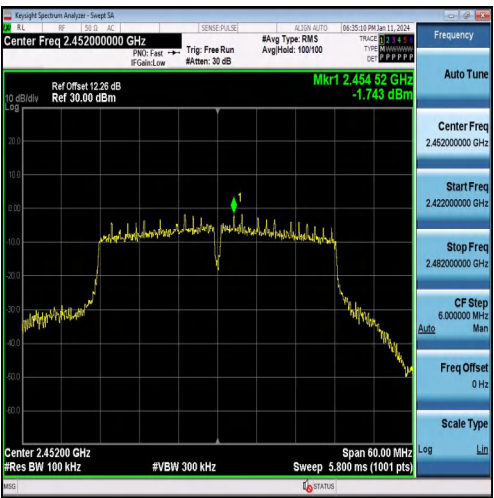 Keysight Spectrum Analyzer - Swept SA
RL RF 50 Ω AC SENSE:PULSE ALIGN AUTO 06:35:10 PM Jan 11, 2024
Center Freq 2.452000000 GHz
PNO: Fast
IFGain:Low
Trig: Free Run
#Atten: 30 dB
#Avg Type: RMS
Avg|Hold: 100/100
TRACE 1 2 3 4 5 6
TYPE M W W W W W
DET P P P P P P
Frequency
Ref Offset 12.26 dB
Ref 30.00 dBm
10 dB/div
Log
Mkr1 2.454 52 GHz
-1.743 dBm
20.0
10.0
0.00
-10.0
-20.0
-30.0
-40.0
-50.0
-60.0
1
Center 2.45200 GHz
#Res BW 100 kHz
#VBW 300 kHz
Span 60.00 MHz
Sweep 5.800 ms (1001 pts)
Auto Tune
Center Freq
2.452000000 GHz
Start Freq
2.422000000 GHz
Stop Freq
2.482000000 GHz
CF Step
6.000000 MHz
Auto Man
Freq Offset
0 Hz
Scale Type
Log Lin
MSG
STATUS